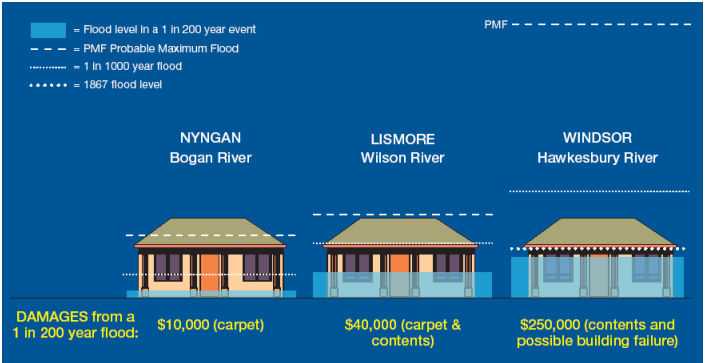 = Flood level in a 1 in 200 year event
= PMF Probable Maximum Flood
= 1 in 1000 year flood
= 1867 flood level
PMF
NYNGAN
Bogan River
LISMORE
Wilson River
WINDSOR
Hawkesbury River
DAMAGES from a
1 in 200 year flood:
$10,000 (carpet)
$40,000 (carpet &
contents)
$250,000 (contents and
possible building failure)